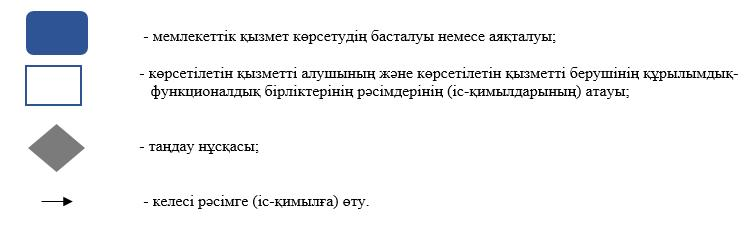 - мемлекеттік қызмет көрсетудің басталуы немесе аяқталуы;
- көрсетілетін қызметті алушының және көрсетілетін қызметті берушінің құрылымдық-
функционалдық бірліктерінің рәсімдерінің (іс-қимылдарының) атауы;
- таңдау нұсқасы;
- келесі рәсімге (іс-қимылға) өту.